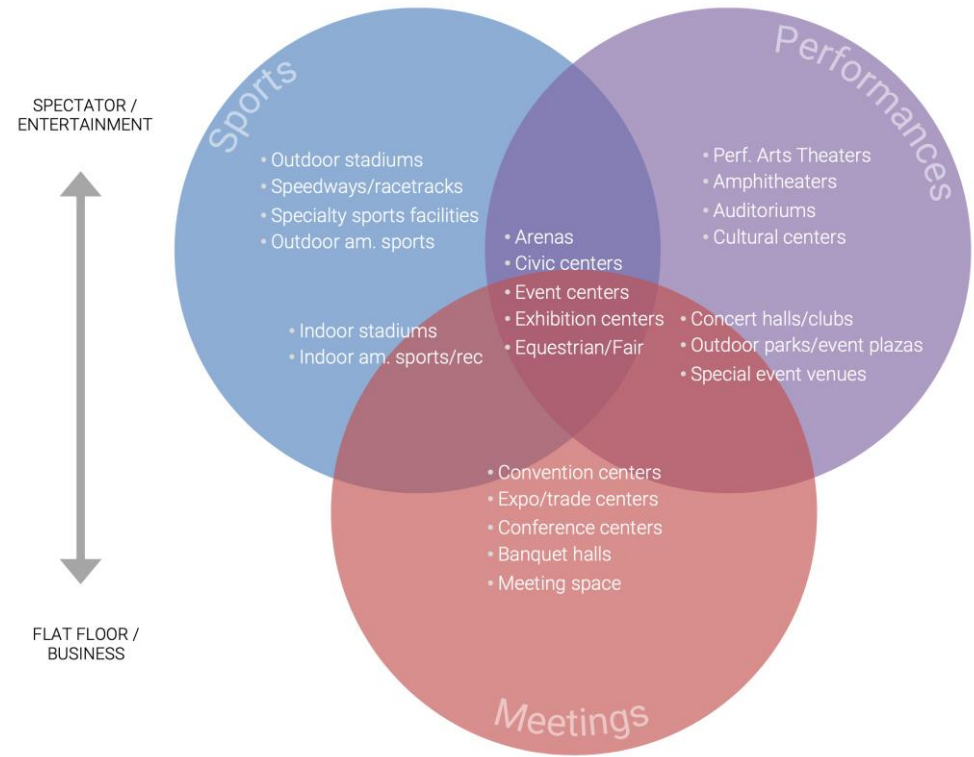 SPECTATOR /
ENTERTAINMENT
FLAT FLOOR /
BUSINESS
Sports
• Outdoor stadiums
• Speedways/racetracks
• Specialty sports facilities
• Outdoor am. sports
• Indoor stadiums
• Indoor am. sports/rec
Performances
• Perf. Arts Theaters
• Amphitheaters
• Auditoriums
• Cultural centers
• Arenas
• Civic centers
• Event centers
• Exhibition centers
• Equestrian/Fair
• Concert halls/clubs
• Outdoor parks/event plazas
• Special event venues
• Convention centers
• Expo/trade centers
• Conference centers
• Banquet halls
• Meeting space
Meetings